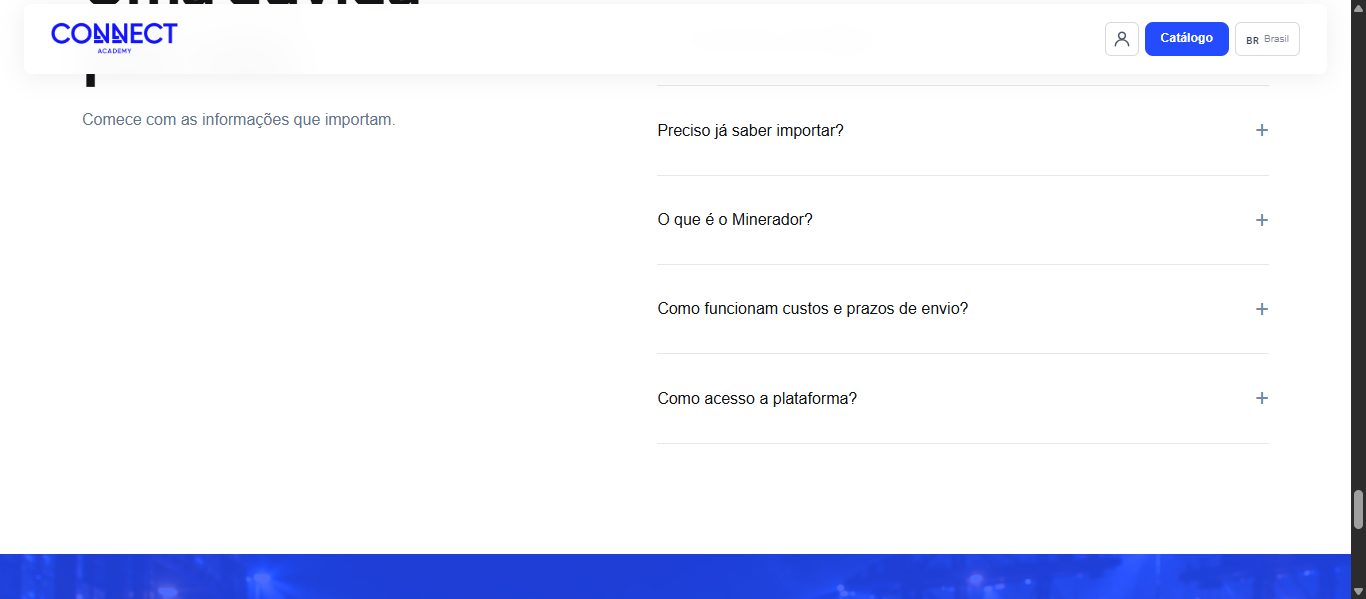 CONNECT
ACADEMY
Catálogo
BR Brasil
Comece com as informações que importam.
Preciso já saber importar?
O que é o Minerador?
Como funcionam custos e prazos de envio?
Como acesso a plataforma?